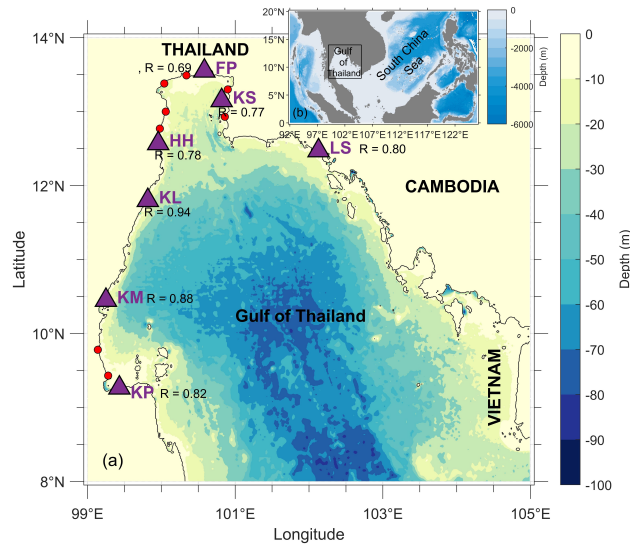 20°N
15°N
10°N
5°N
0°N
92°E 97°E 102°E 107°E 112°E 117°E 122°E
Gulf
of
Thailand
South China
Sea
(b)
0
-2000
-4000
-6000
Depth (m)
14°N
12°N
10°N
8°N
Latitude
THAILAND
, R = 0.69
FP
KS
R = 0.77
HH
R = 0.78
LS
R = 0.80
CAMBODIA
KL
R = 0.94
KM
R = 0.88
Gulf of Thailand
VIETNAM
KP
R = 0.82
(a)
99°E 101°E 103°E 105°E
Longitude
0
-10
-20
-30
-40
-50
-60
-70
-80
-90
-100
Depth (m)